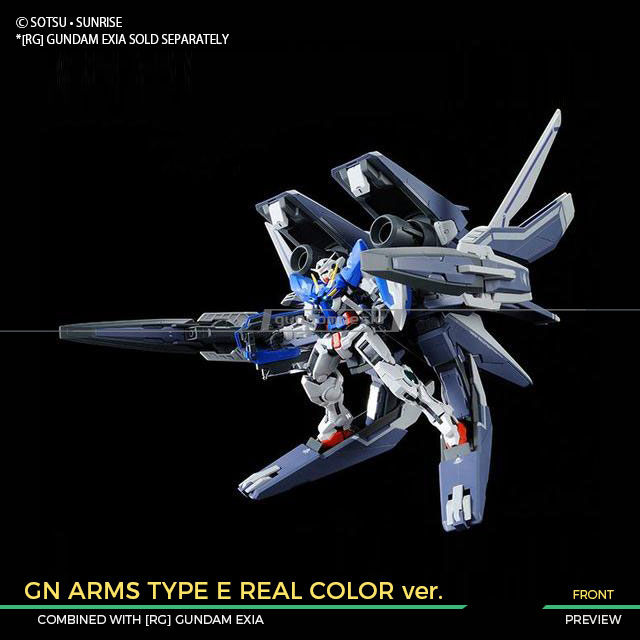 © SOTSU • SUNRISE
*[RG] GUNDAM EXIA SOLD SEPARATELY
GN ARMS TYPE E REAL COLOR ver.
FRONT
COMBINED WITH [RG] GUNDAM EXIA
PREVIEW